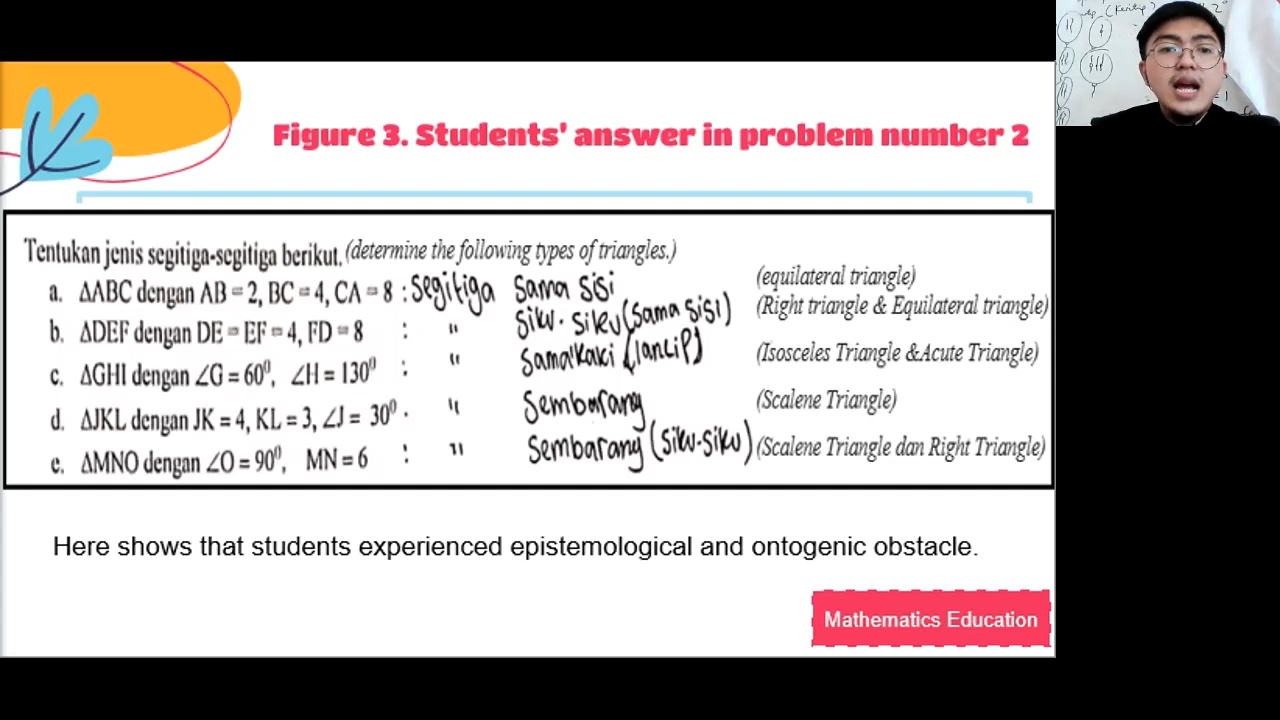 Figure 3. Students' answer in problem number 2
Tentukan jenis segitiga-segitiga berikut. (determine the following types of triangles.)
a. ΔABC dengan AB = 2, BC = 4, CA = 8 : segitiga sama sisi (equilateral triangle)
b. ΔDEF dengan DE = EF = 4, FD = 8 : " siku-siku (sama sisi) (Right triangle & Equilateral triangle)
c. ΔGHI dengan ∠G = 60⁰, ∠H = 130⁰ : " sama kaki (lancip) (Isosceles Triangle &Acute Triangle)
d. ΔJKL dengan JK = 4, KL = 3, ∠J = 30⁰ . " Sembarang (Scalene Triangle)
e. ΔMNO dengan ∠O = 90⁰, MN = 6 : " Sembarang (siku-siku) (Scalene Triangle dan Right Triangle)
Here shows that students experienced epistemological and ontogenic obstacle.
Mathematics Education